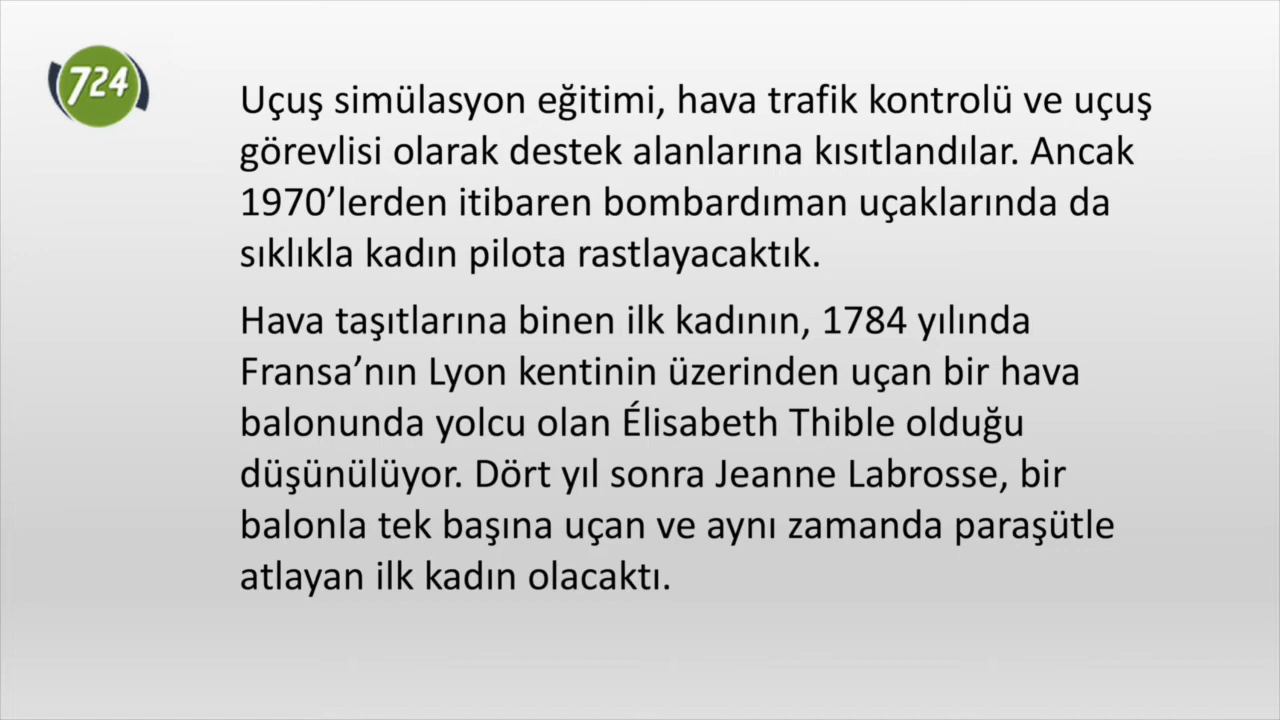 724
Uçuş simülasyon eğitimi, hava trafik kontrolü ve uçuş
görevlisi olarak destek alanlarına kısıtlandılar. Ancak
1970’lerden itibaren bombardıman uçaklarında da
sıklıkla kadın pilota rastlayacaktık.
Hava taşıtlarına binen ilk kadının, 1784 yılında
Fransa’nın Lyon kentinin üzerinden uçan bir hava
balonunda yolcu olan Élisabeth Thible olduğu
düşünülüyor. Dört yıl sonra Jeanne Labrosse, bir
balonla tek başına uçan ve aynı zamanda paraşütle
atlayan ilk kadın olacaktı.